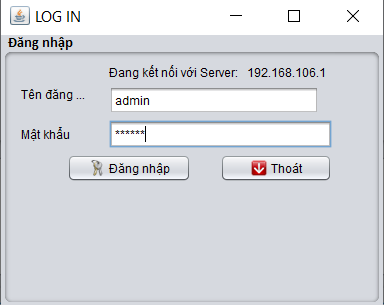 LOG IN
Đăng nhập
Đang kết nối với Server: 192.168.106.1
Tên đăng ... admin
Mật khẩu ******
Đăng nhập Thoát